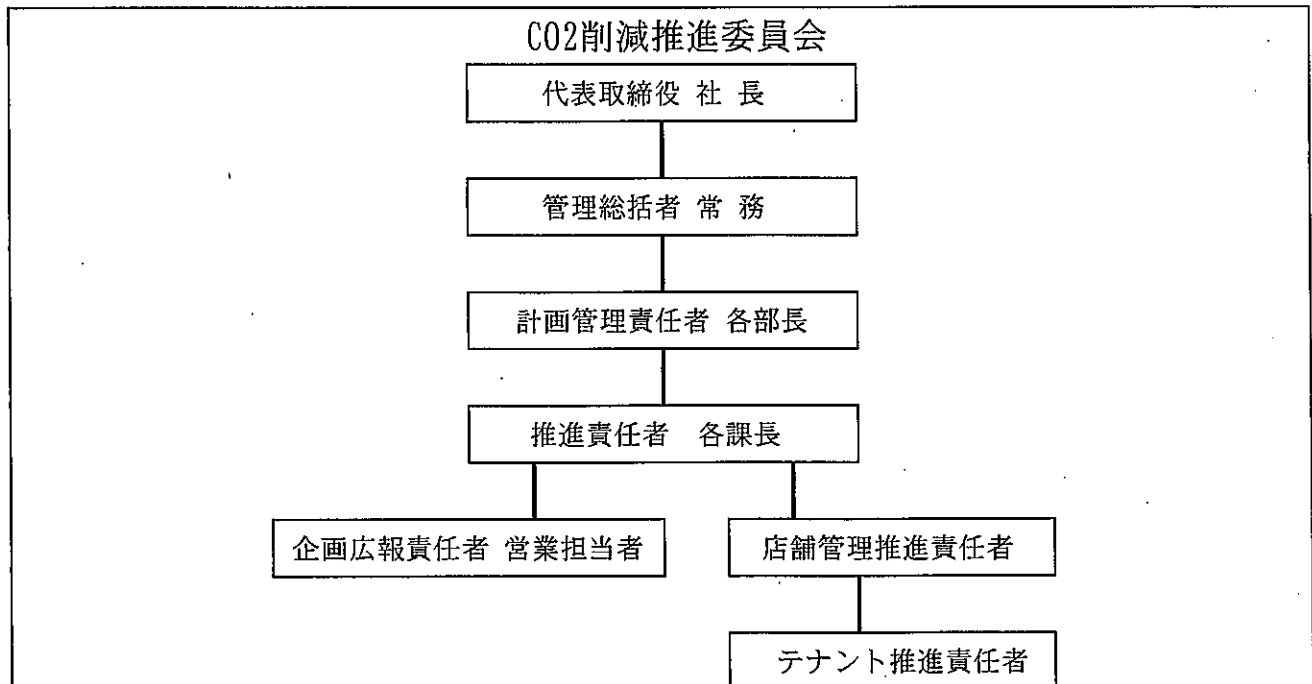 CO2削減推進委員会
代表取締役 社 長
管理総括者 常 務
計画管理責任者 各部長
推進責任者　各課長
企画広報責任者 営業担当者
店舗管理推進責任者
テナント推進責任者